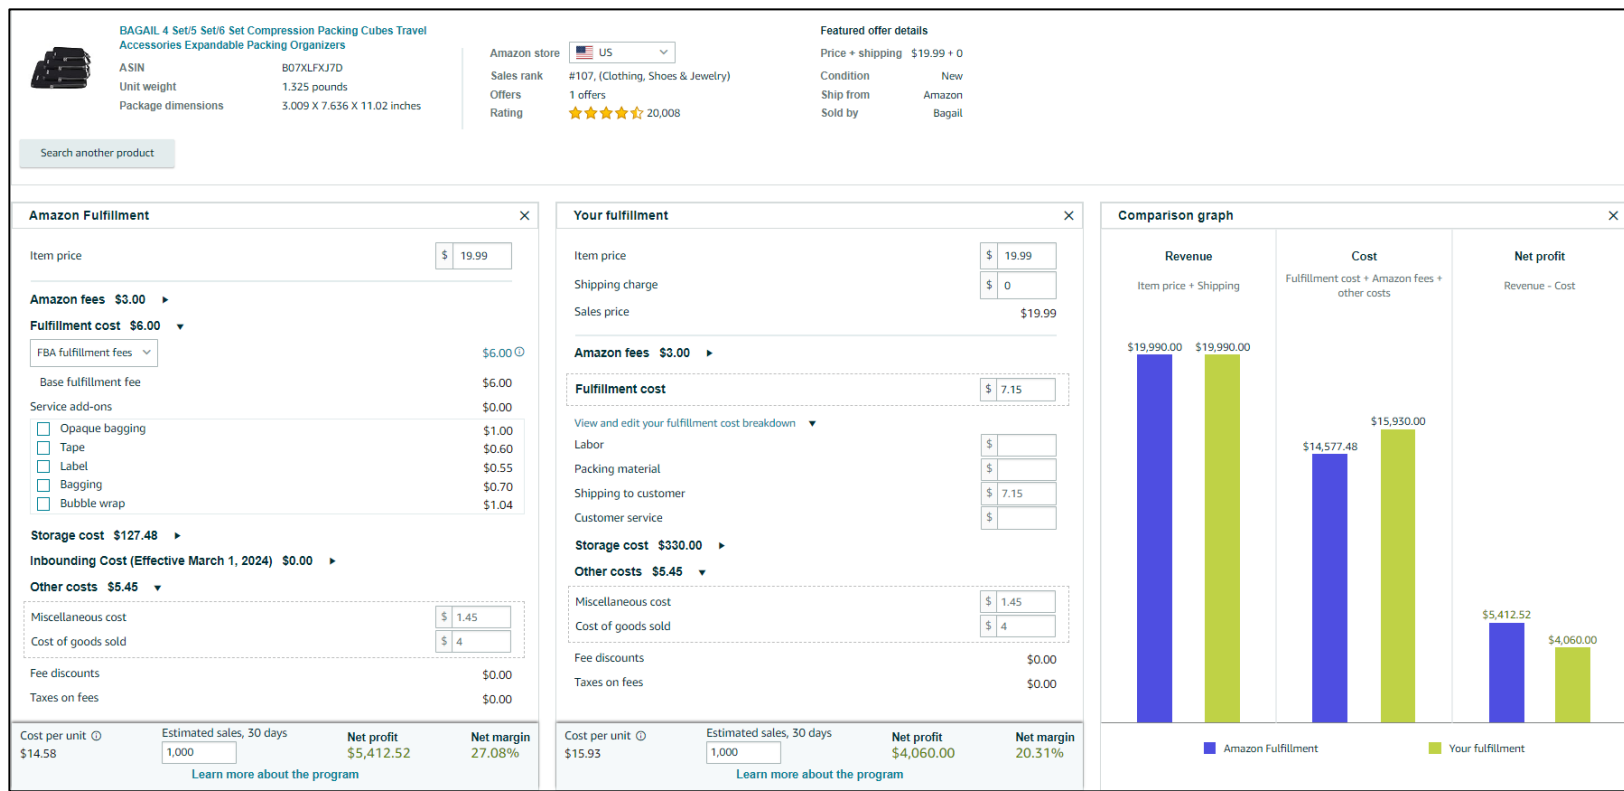 BAGAIL 4 Set/5 Set/6 Set Compression Packing Cubes Travel
Accessories Expandable Packing Organizers
ASIN B07XLFXJ7D
Unit weight 1.325 pounds
Package dimensions 3.009 X 7.636 X 11.02 inches
Amazon store US
Sales rank #107, (Clothing, Shoes & Jewelry)
Offers 1 offers
Rating 20,008
Featured offer details
Price + shipping $19.99 + 0
Condition New
Ship from Amazon
Sold by Bagail
Search another product
Amazon Fulfillment
Item price $ 19.99
Amazon fees $3.00
Fulfillment cost $6.00
FBA fulfillment fees $6.00
Base fulfillment fee $6.00
Service add-ons $0.00
Opaque bagging $1.00
Tape $0.60
Label $0.55
Bagging $0.70
Bubble wrap $1.04
Storage cost $127.48
Inbounding Cost (Effective March 1, 2024) $0.00
Other costs $5.45
Miscellaneous cost $ 1.45
Cost of goods sold $ 4
Fee discounts $0.00
Taxes on fees $0.00
Cost per unit Estimated sales, 30 days Net profit Net margin
$14.58 1,000 $5,412.52 27.08%
Learn more about the program
Your fulfillment
Item price $ 19.99
Shipping charge $ 0
Sales price $19.99
Amazon fees $3.00
Fulfillment cost $ 7.15
View and edit your fulfillment cost breakdown
Labor $
Packing material $
Shipping to customer $ 7.15
Customer service $
Storage cost $330.00
Other costs $5.45
Miscellaneous cost $ 1.45
Cost of goods sold $ 4
Fee discounts $0.00
Taxes on fees $0.00
Cost per unit Estimated sales, 30 days Net profit Net margin
$15.93 1,000 $4,060.00 20.31%
Learn more about the program
Comparison graph
Revenue
Item price + Shipping
$19,990.00 $19,990.00
Cost
Fulfillment cost + Amazon fees +
other costs
$15,930.00
$14,577.48
Net profit
Revenue - Cost
$5,412.52
$4,060.00
Amazon Fulfillment Your fulfillment